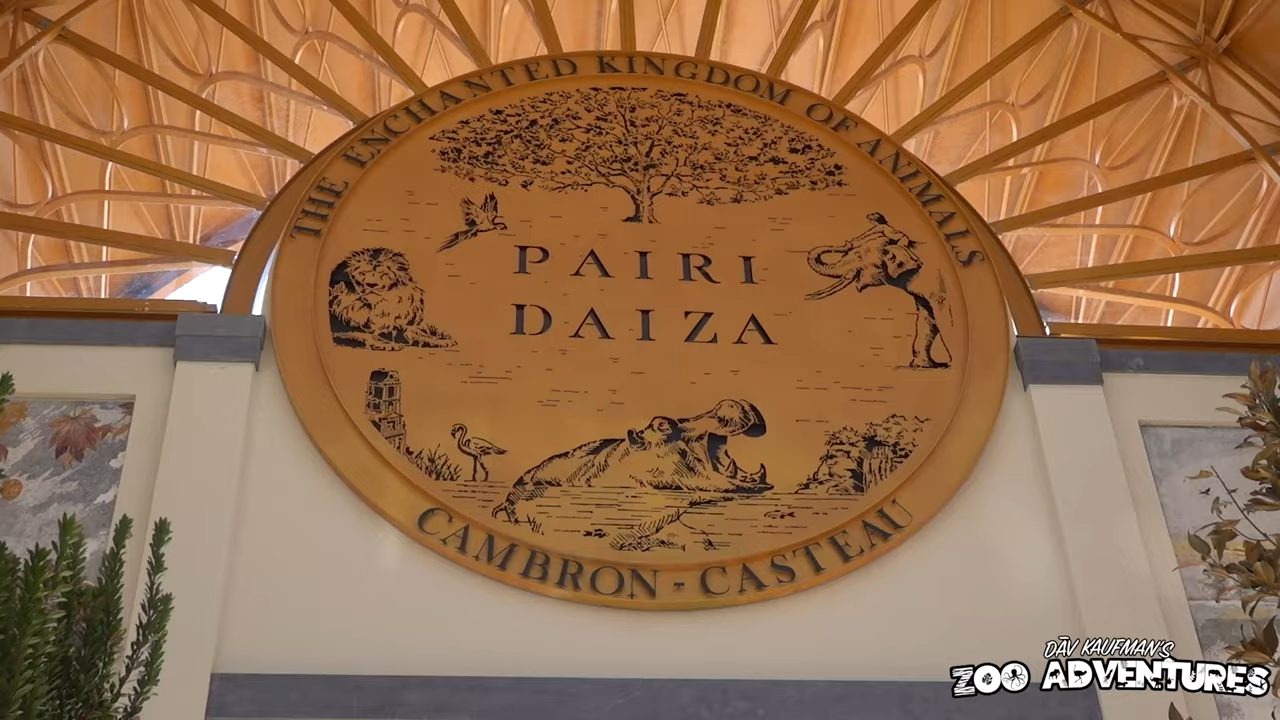 THE ENCHANTED KINGDOM OF ANIMALS
PAIRI
DAIZA
CAMBRON - CASTEAU
DĀV KAUFMAN'S
ZOO ADVENTURES